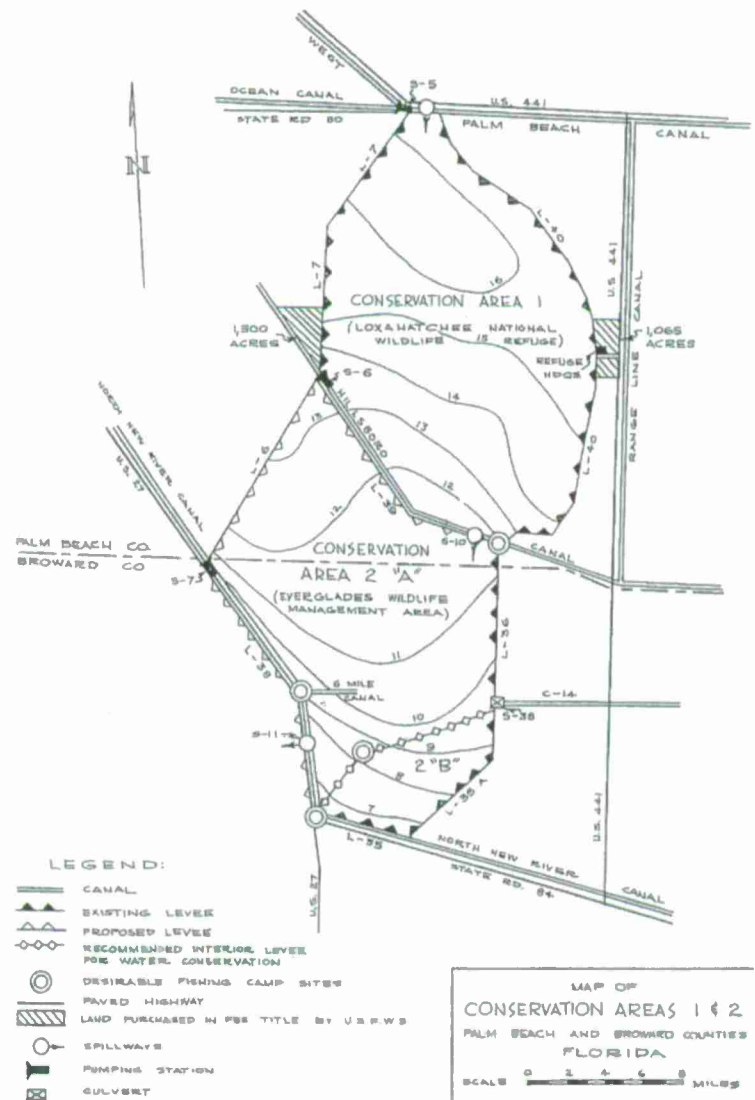 WEST
S-5
OCEAN CANAL
U.S. 441
STATE RD 80
PALM BEACH CANAL
N
L-7
L-40
16
L-7
U.S 441
RANGE LINE CANAL
CONSERVATION AREA 1
(LOXAHATCHEE NATIONAL
WILDLIFE REFUGE)
15
1,300
ACRES
1,065
ACRES
REFUGE
HDQS
S-6
HILLSBORO
14
13
13
L-6
L-40
NORTH NEW RIVER CANAL
U.S. 27
L-39
12
12
S-10
CANAL
PALM BEACH CO.
BROWARD CO
CONSERVATION
AREA 2 "A"
(EVERGLADES WILDLIFE
MANAGEMENT AREA)
S-7
L-36
11
L-38
6 MILE
CANAL
10
C-14
S-38
S-11
9
2 "B"
8
7
L-35 A
L-35
NORTH NEW RIVER CANAL
STATE RD. 84
U.S. 441
U.S. 27
LEGEND:
CANAL
EXISTING LEVEE
PROPOSED LEVEE
RECOMMENDED INTERIOR LEVEE
FOR WATER CONSERVATION
DESIRABLE FISHING CAMP SITES
PAVED HIGHWAY
LAND PURCHASED IN FEE TITLE BY U S F W S
SPILLWAYS
PUMPING STATION
CULVERT
MAP OF
CONSERVATION AREAS 1 & 2
PALM BEACH AND BROWARD COUNTIES
FLORIDA
SCALE 0 2 4 6 8 MILES